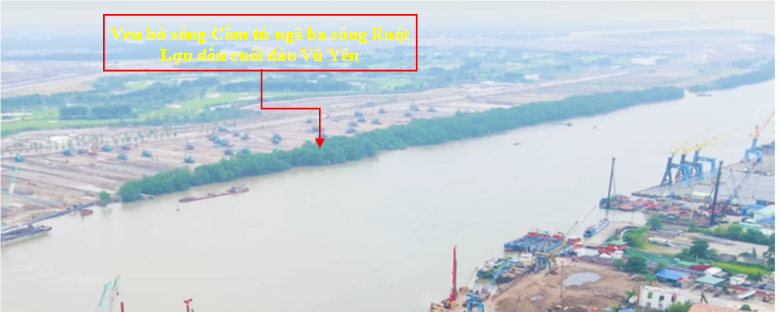 Ven bờ sông Cấm từ ngã ba sông Ruột
Lợn đến cuối đảo Vũ Yên